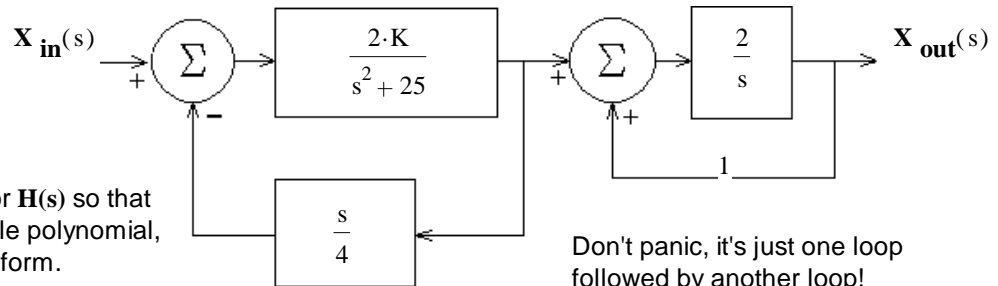 X in(s)
+
Σ
−
2·K
s² + 25
+
Σ
+
2
s
X out(s)
1
s
4
or H(s) so that
le polynomial,
form.
Don't panic, it's just one loop
followed by another loop!